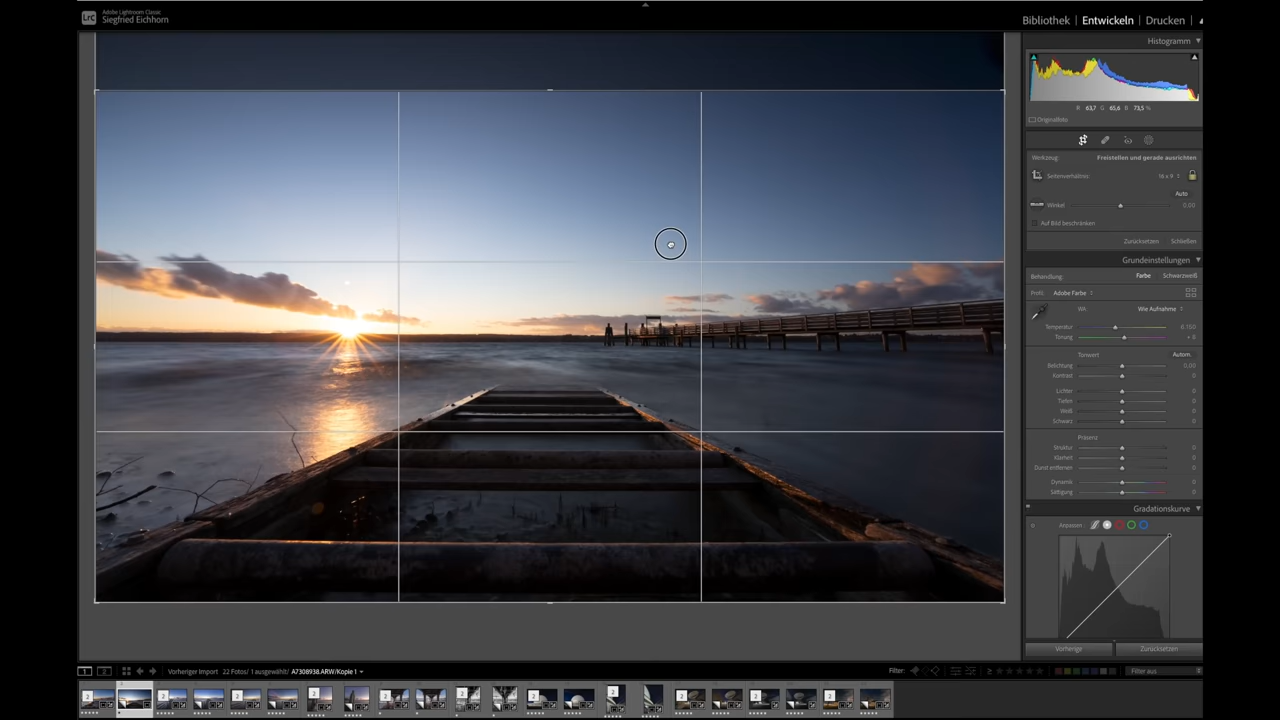 LrC
Adobe Lightroom Classic
Siegfried Eichhorn
Bibliothek | Entwickeln | Drucken |
Histogramm
R 63,7 G 65,6 B 73,5 %
Originalfoto
Werkzeug: Freistellen und gerade ausrichten
Seitenverhältnis: 16 x 9
Auto
Winkel 0,00
Auf Bild beschränken
Zurücksetzen Schließen
Grundeinstellungen
Behandlung: Farbe Schwarzweiß
Profil: Adobe Farbe
WA: Wie Aufnahme
Temperatur 6.150
Tonung + 8
Tonwert Autom.
Belichtung 0,00
Kontrast 0
Lichter 0
Tiefen 0
Weiß 0
Schwarz 0
Präsenz
Struktur 0
Klarheit 0
Dunst entfernen 0
Dynamik 0
Sättigung 0
Gradationskurve
Anpassen:
Vorherige Zurücksetzen
1 2 Vorheriger Import 22 Fotos/ 1 ausgewählt/ A7308938.ARW/Kopie 1 Filter: Filter aus